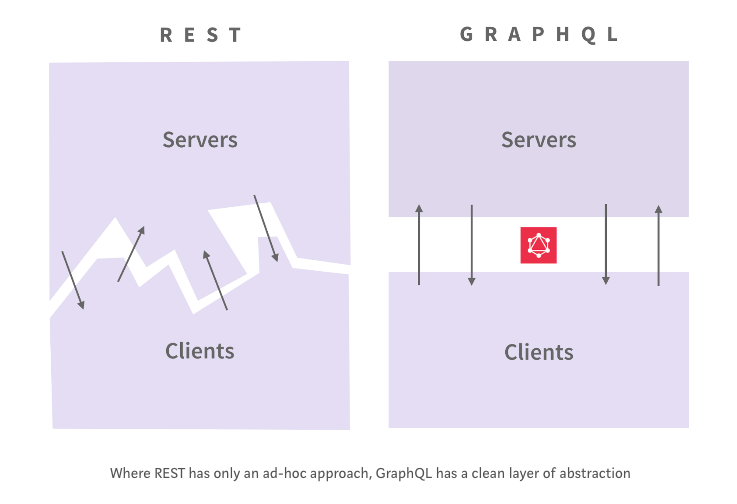 REST
GRAPHQL
Servers
Servers
Clients
Clients
Where REST has only an ad-hoc approach, GraphQL has a clean layer of abstraction